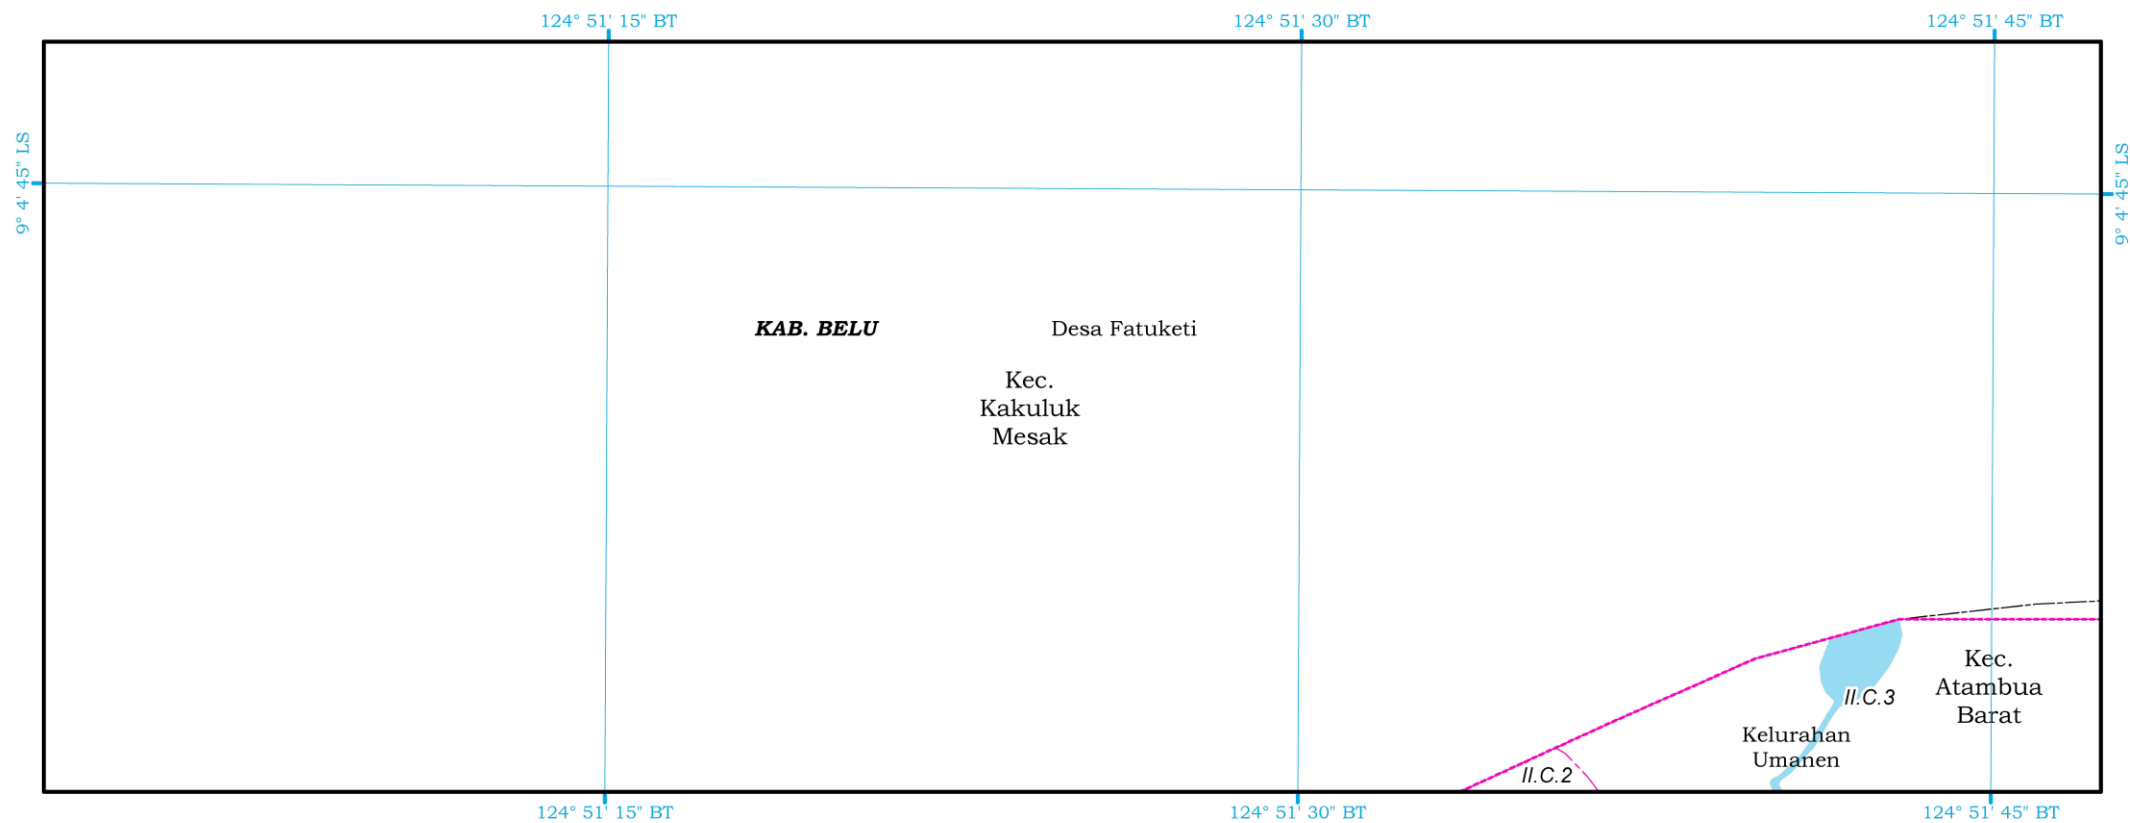 124° 51' 15" BT
124° 51' 30" BT
124° 51' 45" BT
9° 4' 45" LS
9° 4' 45" LS
KAB. BELU
Desa Fatuketi
Kec.
Kakuluk
Mesak
Kec.
Atambua
Barat
II.C.3
Kelurahan
Umanen
II.C.2
124° 51' 15" BT
124° 51' 30" BT
124° 51' 45" BT